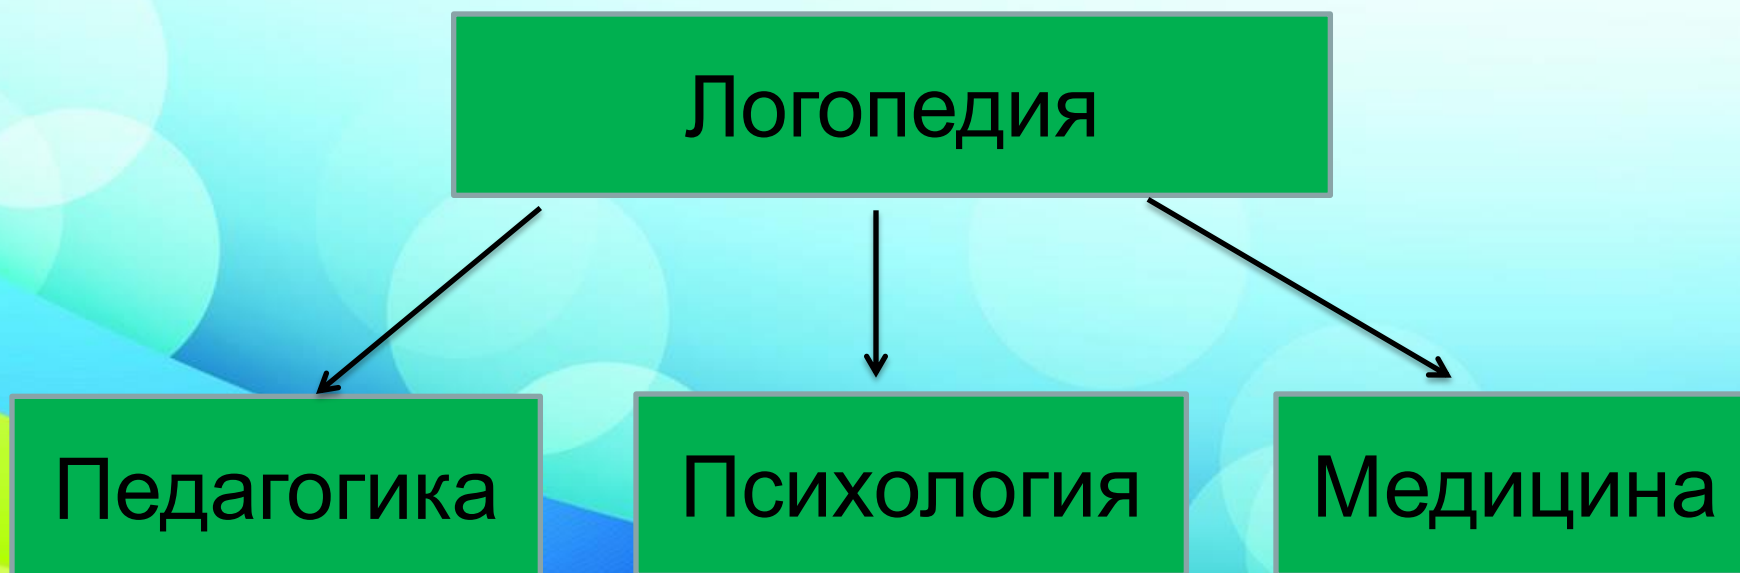 Логопедия
Педагогика
Психология
Медицина